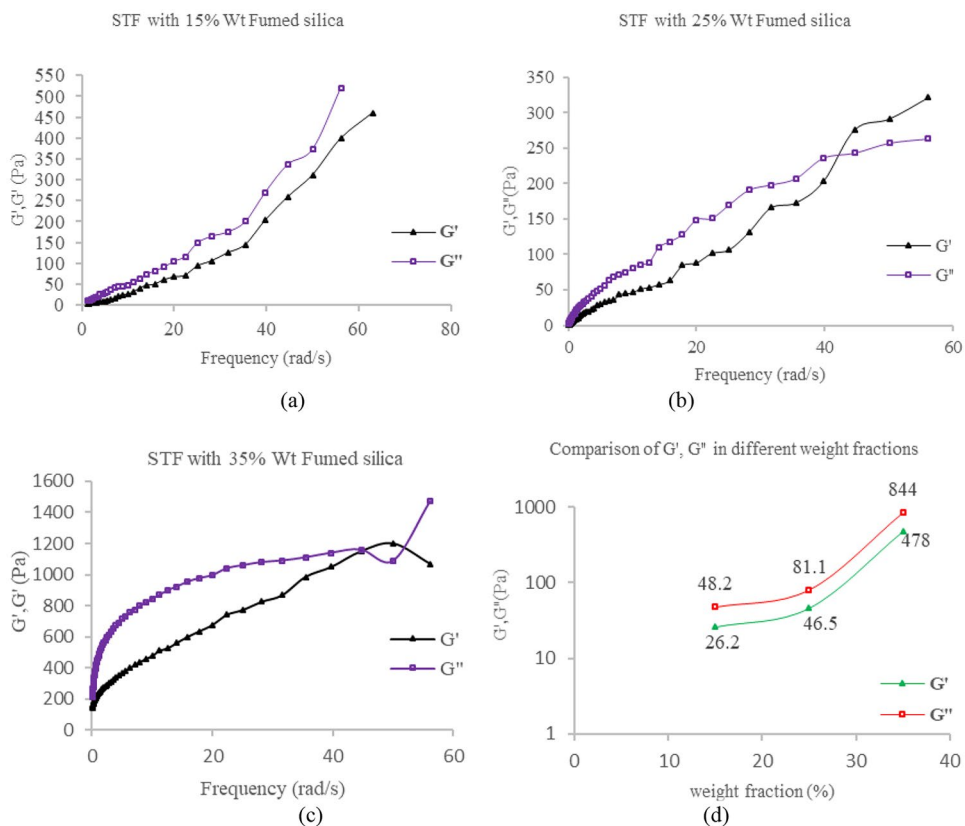 STF with 15% Wt Fumed silica
550
500
450
400
350
300
250
200
150
100
50
0
G',G' (Pa)
0 20 40 60 80
Frequency (rad/s)
G'
G"
(a)
STF with 25% Wt Fumed silica
350
300
250
200
150
100
50
0
G',G"(Pa)
0 20 40 60
Frequency (rad/s)
G'
G"
(b)
STF with 35% Wt Fumed silica
1600
1400
1200
1000
800
600
400
200
0
G',G' (Pa)
0 20 40 60
Frequency (rad/s)
G'
G"
(c)
Comparison of G', G" in different weight fractions
1000
100
10
1
G',G"(Pa)
48.2
26.2
81.1
46.5
844
478
0 10 20 30 40
weight fraction (%)
G'
G"
(d)